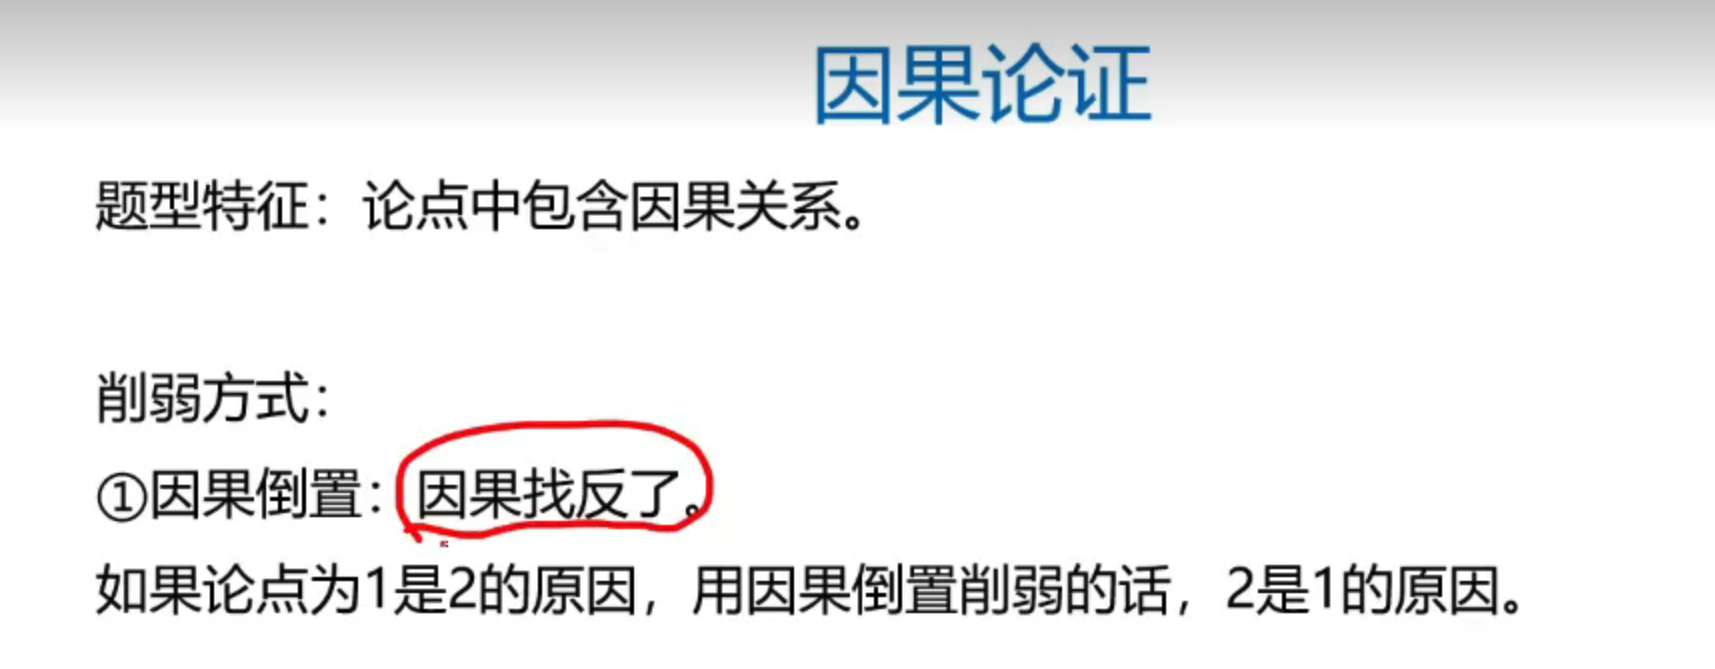 因果论证
题型特征：论点中包含因果关系。
削弱方式：
①因果倒置：因果找反了。
如果论点为1是2的原因，用因果倒置削弱的话，2是1的原因。